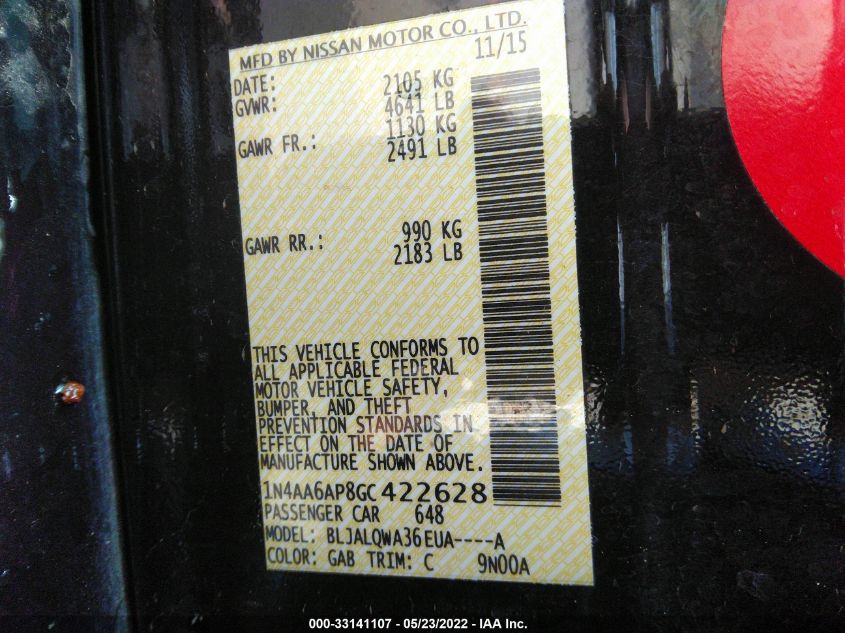 MFD BY NISSAN MOTOR CO., LTD.
DATE: 11/15
GVWR: 2105 KG
4641 LB
GAWR FR.: 1130 KG
2491 LB
GAWR RR.: 990 KG
2183 LB
THIS VEHICLE CONFORMS TO
ALL APPLICABLE FEDERAL
MOTOR VEHICLE SAFETY,
BUMPER, AND THEFT
PREVENTION STANDARDS IN
EFFECT ON THE DATE OF
MANUFACTURE SHOWN ABOVE.
1N4AA6AP8GC422628
PASSENGER CAR 648
MODEL: BLJALQWA36EUA----A
COLOR: GAB TRIM: C 9N00A
000-33141107 - 05/23/2022 - IAA Inc.